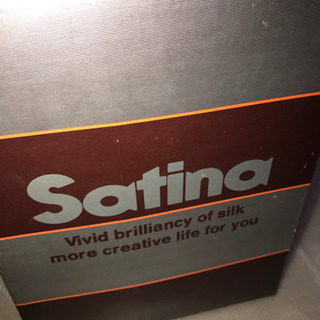 Satina
Vivid brilliancy of silk
more creative life for you